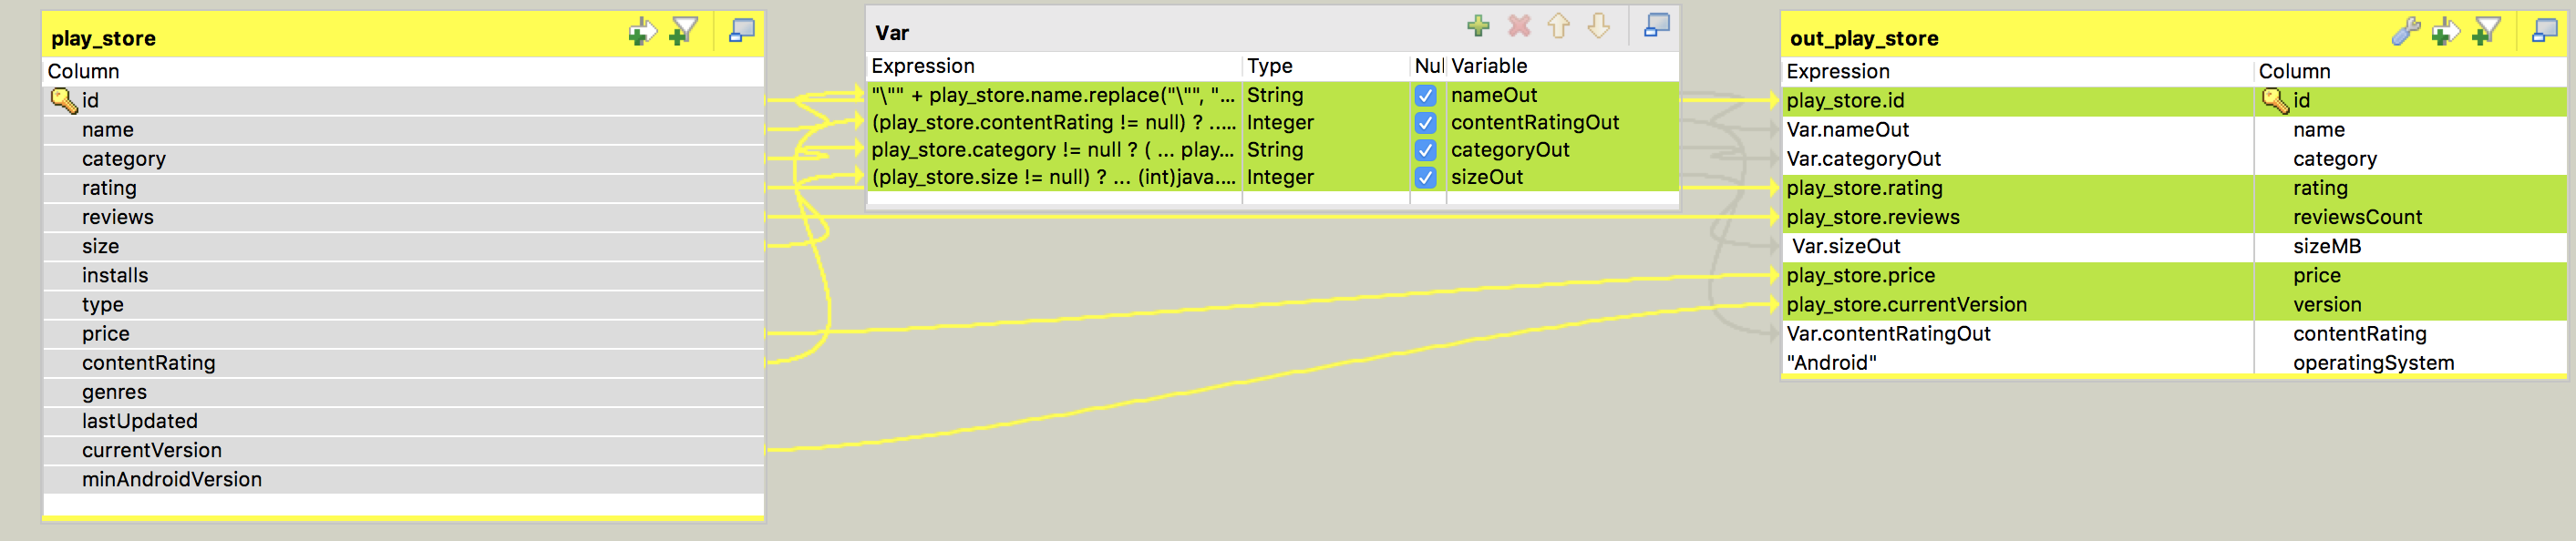 play_store
Column
id
name
category
rating
reviews
size
installs
type
price
contentRating
genres
lastUpdated
currentVersion
minAndroidVersion
Var
Expression Type Nul Variable
"\"" + play_store.name.replace("\"", "... String nameOut
(play_store.contentRating != null) ? ..... Integer contentRatingOut
play_store.category != null ? ( ... play... String categoryOut
(play_store.size != null) ? ... (int)java.... Integer sizeOut
out_play_store
Expression Column
play_store.id id
Var.nameOut name
Var.categoryOut category
play_store.rating rating
play_store.reviews reviewsCount
Var.sizeOut sizeMB
play_store.price price
play_store.currentVersion version
Var.contentRatingOut contentRating
"Android" operatingSystem